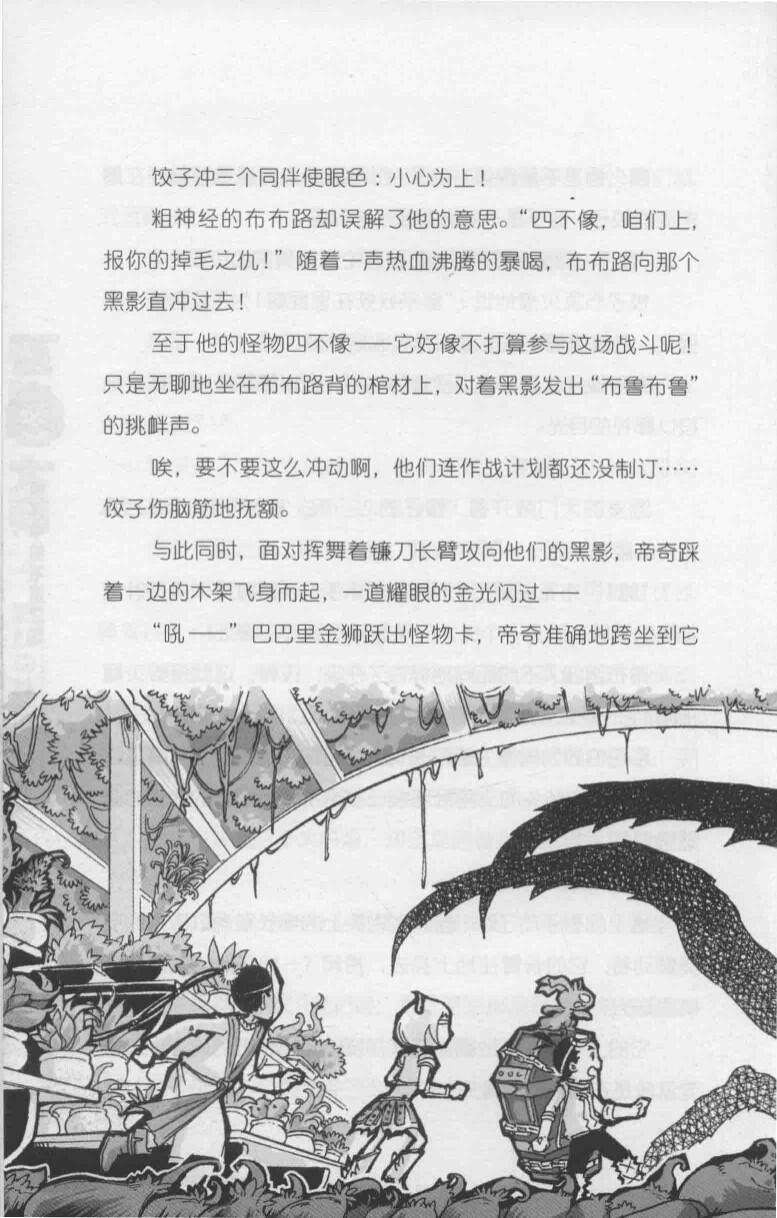 饺子冲三个同伴使眼色：小心为上！
粗神经的布布路却误解了他的意思。“四不像，咱们上，
报你的掉毛之仇！”随着一声热血沸腾的暴喝，布布路向那个
黑影直冲过去！
至于他的怪物四不像——它好像不打算参与这场战斗呢！
只是无聊地坐在布布路背的棺材上，对着黑影发出“布鲁布鲁”
的挑衅声。
唉，要不要这么冲动啊，他们连作战计划都还没制订……
饺子伤脑筋地抚额。
与此同时，面对挥舞着镰刀长臂攻向他们的黑影，帝奇踩
着一边的木架飞身而起，一道耀眼的金光闪过——
“吼——”巴巴里金狮跃出怪物卡，帝奇准确地跨坐到它